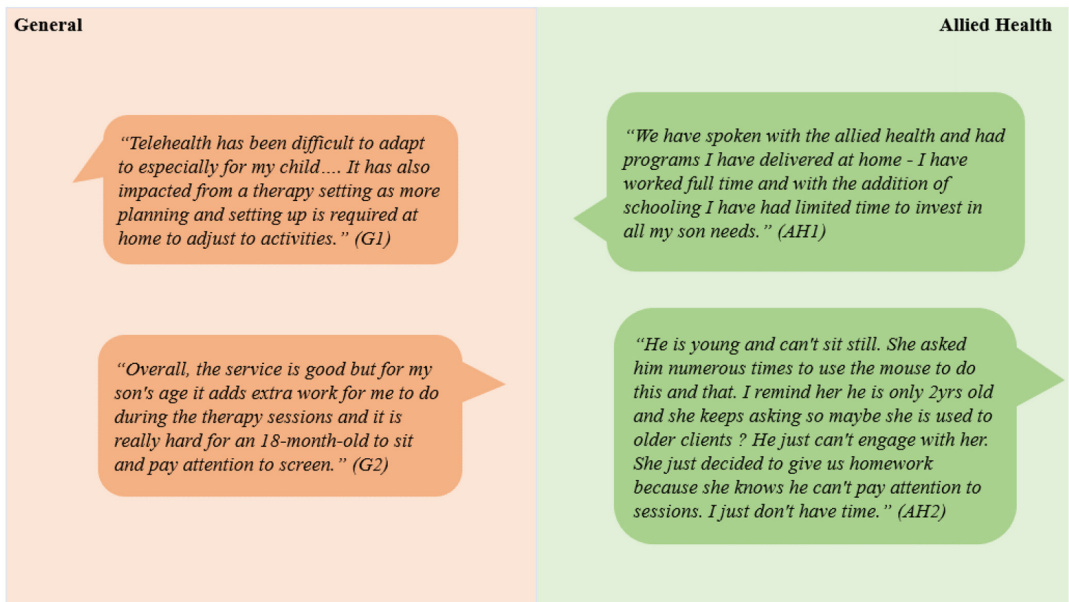 General
“Telehealth has been difficult to adapt
to especially for my child…. It has also
impacted from a therapy setting as more
planning and setting up is required at
home to adjust to activities.” (G1)
“Overall, the service is good but for my
son's age it adds extra work for me to do
during the therapy sessions and it is
really hard for an 18-month-old to sit
and pay attention to screen.” (G2)
Allied Health
“We have spoken with the allied health and had
programs I have delivered at home - I have
worked full time and with the addition of
schooling I have had limited time to invest in
all my son needs.” (AH1)
“He is young and can't sit still. She asked
him numerous times to use the mouse to do
this and that. I remind her he is only 2yrs old
and she keeps asking so maybe she is used to
older clients ? He just can't engage with her.
She just decided to give us homework
because she knows he can't pay attention to
sessions. I just don't have time.” (AH2)